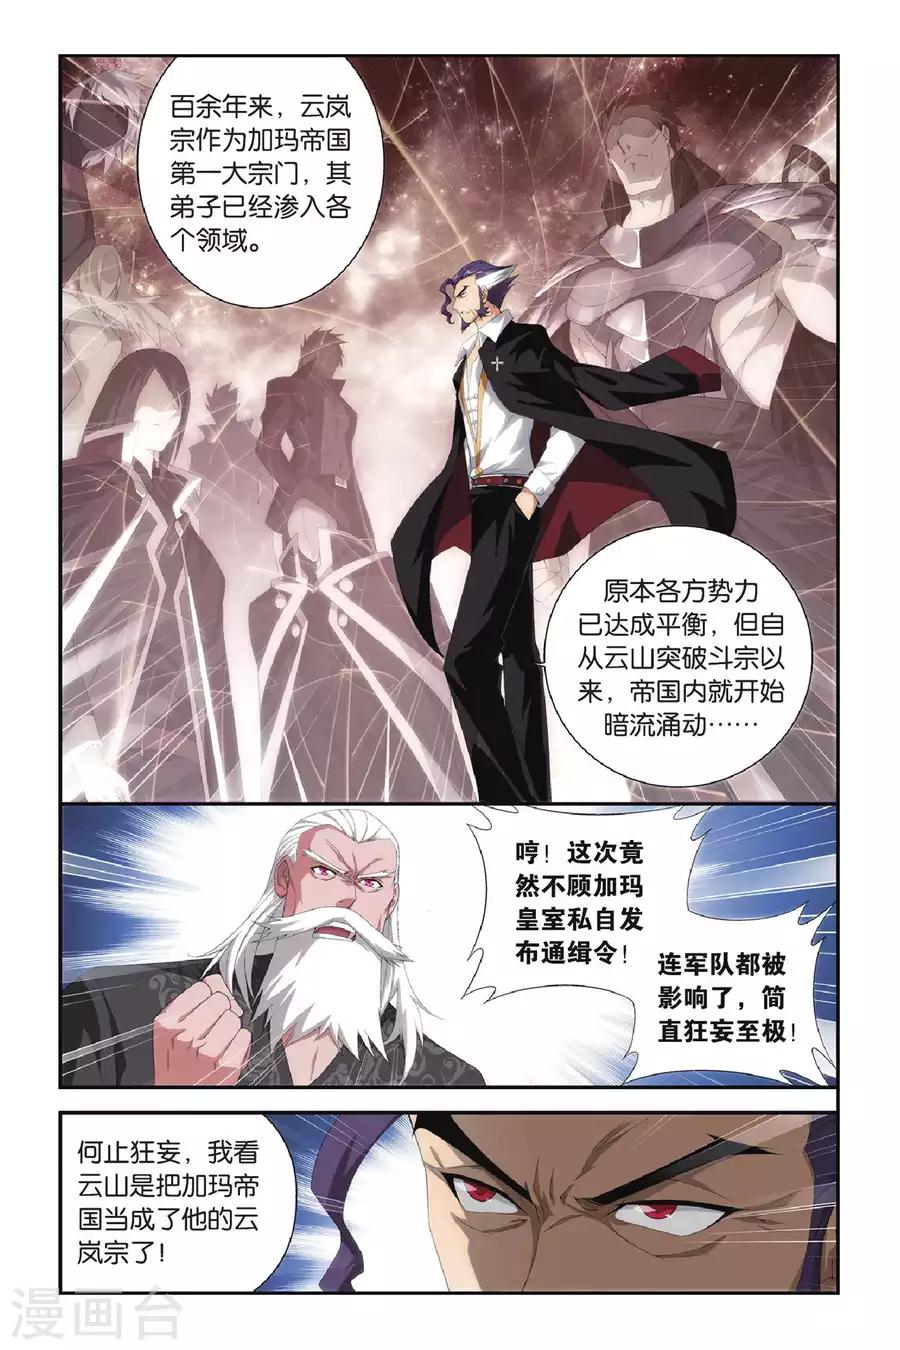 百余年来，云岚
宗作为加玛帝国
第一大宗门，其
弟子已经渗入各
个领域。
原本各方势力
已达成平衡，但自
从云山突破斗宗以
来，帝国内就开始
暗流涌动……
哼！这次竟
然不顾加玛
皇室私自发
布通缉令！
连军队都被
影响了，简
直狂妄至极！
何止狂妄，我看
云山是把加玛帝
国当成了他的云
岚宗了！
漫画台